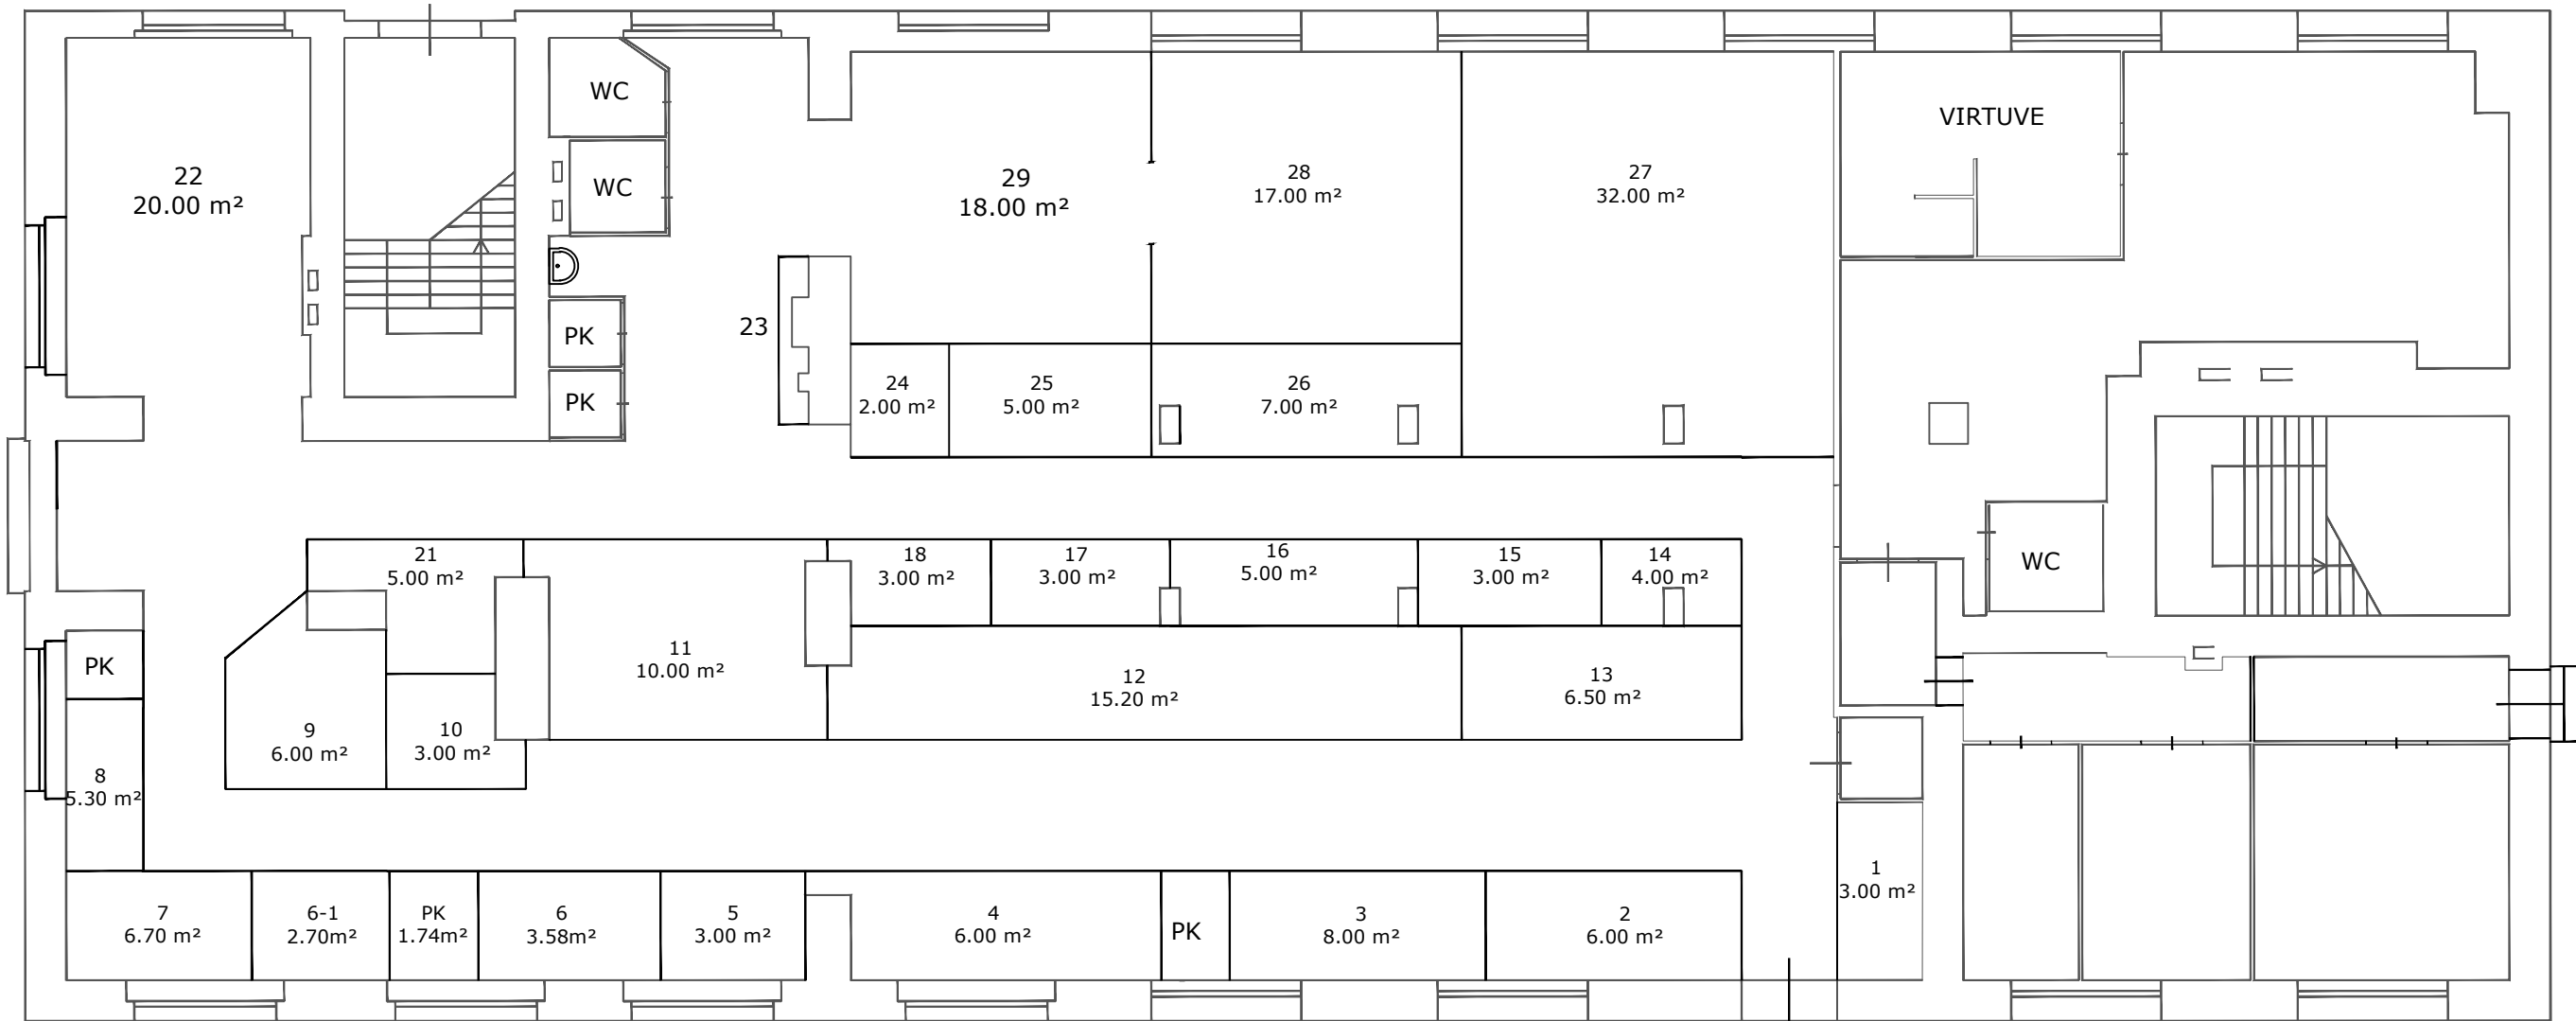 WC
VIRTUVE
22
20.00 m²
WC
29
18.00 m²
28
17.00 m²
27
32.00 m²
23
PK
PK
24
2.00 m²
25
5.00 m²
26
7.00 m²
21
5.00 m²
18
3.00 m²
17
3.00 m²
16
5.00 m²
15
3.00 m²
14
4.00 m²
WC
PK
11
10.00 m²
12
15.20 m²
13
6.50 m²
9
6.00 m²
10
3.00 m²
8
5.30 m²
1
3.00 m²
7
6.70 m²
6-1
2.70m²
PK
1.74m²
6
3.58m²
5
3.00 m²
4
6.00 m²
PK
3
8.00 m²
2
6.00 m²